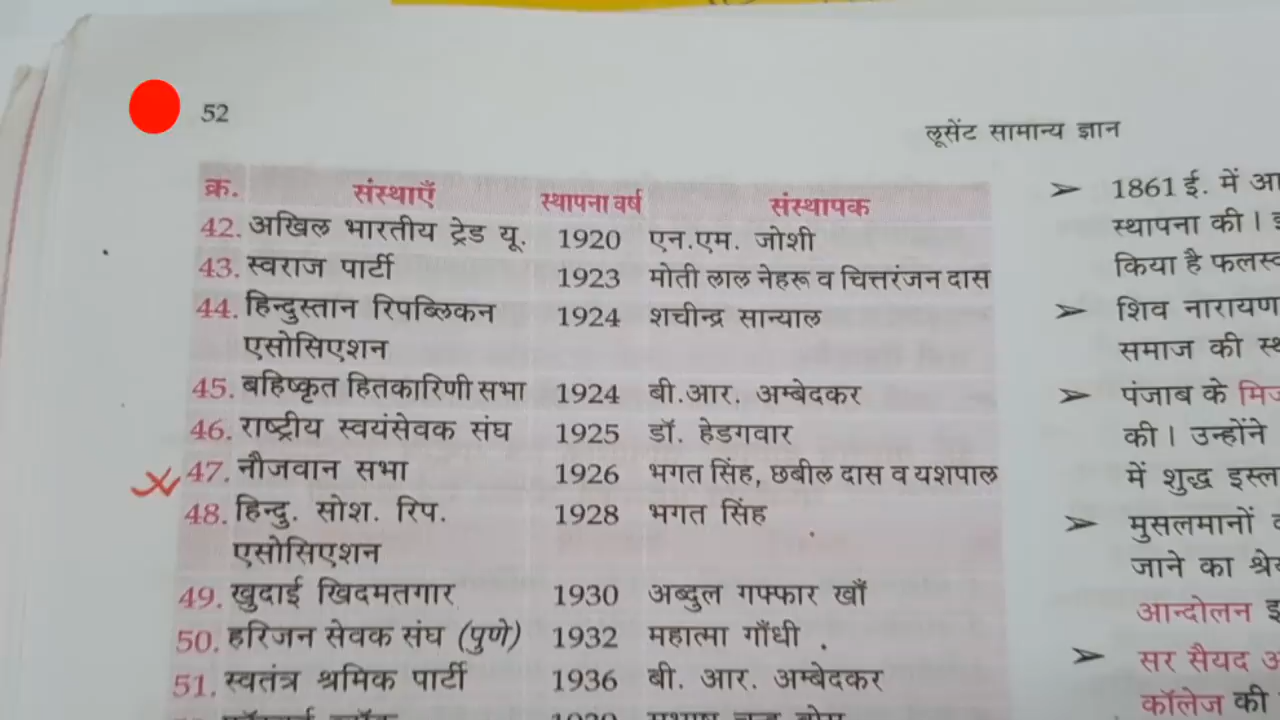 52
लूसेंट सामान्य ज्ञान
क्र. संस्थाएँ स्थापना वर्ष संस्थापक
42. अखिल भारतीय ट्रेड यू. 1920 एन.एम. जोशी
43. स्वराज पार्टी 1923 मोती लाल नेहरू व चित्तरंजन दास
44. हिन्दुस्तान रिपब्लिकन 1924 शचीन्द्र सान्याल
एसोसिएशन
45. बहिष्कृत हितकारिणी सभा 1924 बी.आर. अम्बेदकर
46. राष्ट्रीय स्वयंसेवक संघ 1925 डॉ. हेडगवार
47. नौजवान सभा 1926 भगत सिंह, छबील दास व यशपाल
48. हिन्दु. सोश. रिप. 1928 भगत सिंह
एसोसिएशन
49. खुदाई खिदमतगार 1930 अब्दुल गफ्फार खाँ
50. हरिजन सेवक संघ (पुणे) 1932 महात्मा गाँधी
51. स्वतंत्र श्रमिक पार्टी 1936 बी. आर. अम्बेदकर
➤ 1861 ई. में
स्थापना की ।
किया है
➤ शिव नारायण
समाज की
➤ पंजाब के
की । उन्होंने
में शुद्ध
➤ मुसलमानों
जाने का
आन्दोलन
➤ सर सैयद
कॉलेज की